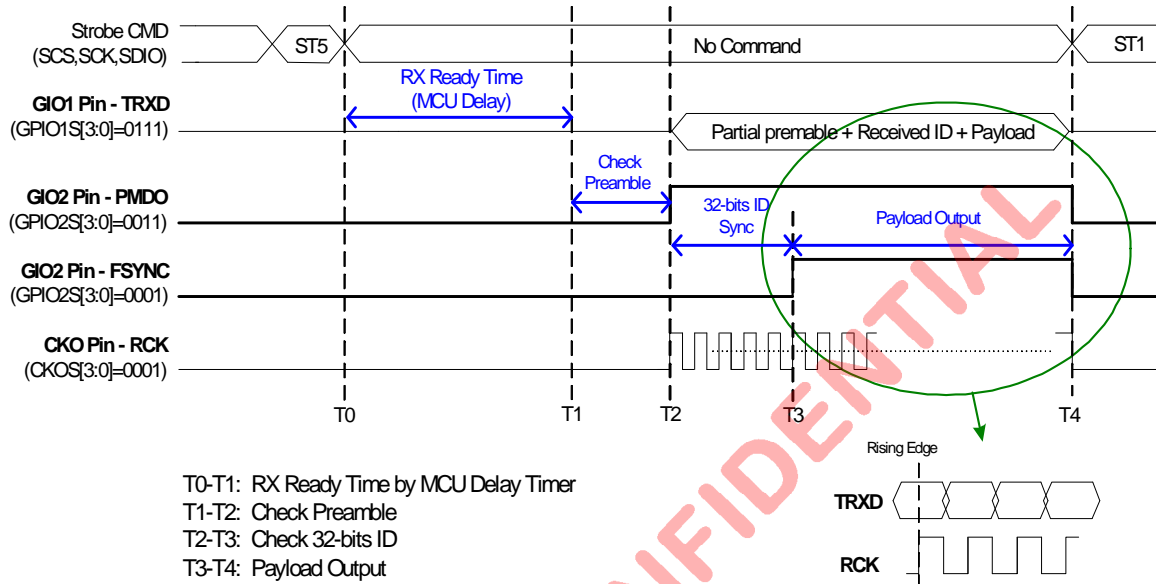 Strobe CMD
(SCS,SCK,SDIO)
ST5
No Command
ST1
RX Ready Time
(MCU Delay)
GIO1 Pin - TRXD
(GPIO1S[3:0]=0111)
Partial premable + Received ID + Payload
Check
Preamble
GIO2 Pin - PMDO
(GPIO2S[3:0]=0011)
32-bits ID
Sync
Payload Output
GIO2 Pin - FSYNC
(GPIO2S[3:0]=0001)
CKO Pin - RCK
(CKOS[3:0]=0001)
T0
T1
T2
T3
T4
Rising Edge
T0-T1: RX Ready Time by MCU Delay Timer
T1-T2: Check Preamble
T2-T3: Check 32-bits ID
T3-T4: Payload Output
TRXD
RCK
NFIDENTIAL